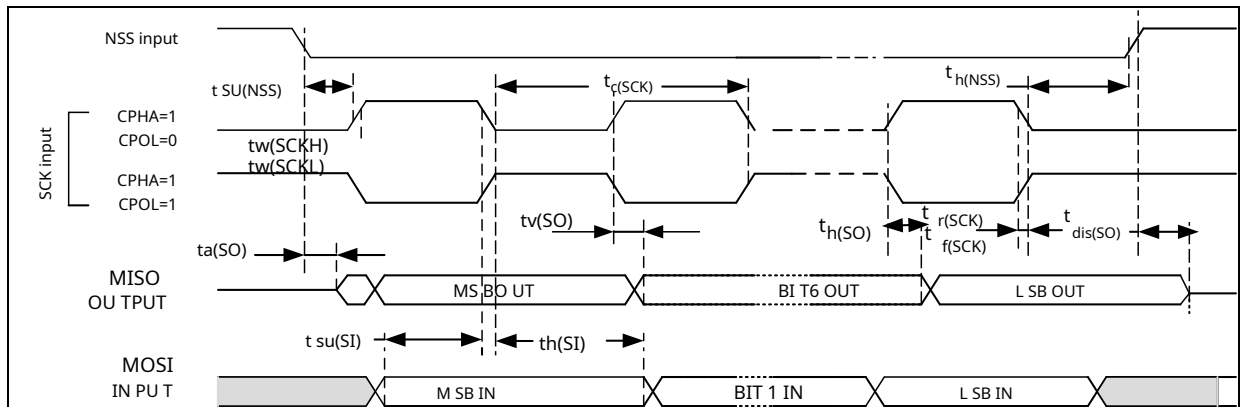 NSS input
t SU(NSS)
tc(SCK)
t h(NSS)
SCK input
CPHA=1
CPOL=0
tw(SCKH)
tw(SCKL)
CPHA=1
CPOL=1
tv(SO)
th(SO)
t r(SCK)
t f(SCK)
t dis(SO)
ta(SO)
MISO
OU TPUT
MS BO UT
BI T6 OUT
L SB OUT
t su(SI)
th(SI)
MOSI
IN PU T
M SB IN
BIT 1 IN
L SB IN